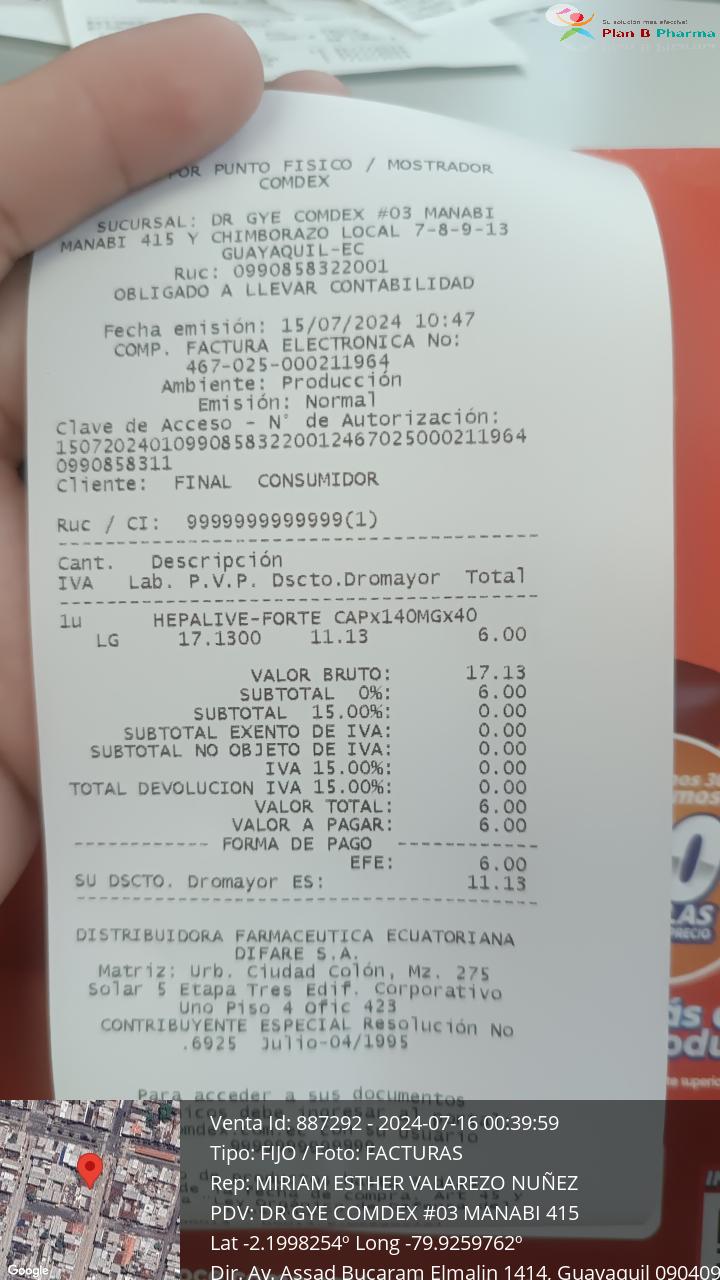 Su solución más efectiva!
Plan B Pharma
POR PUNTO FISICO / MOSTRADOR
COMDEX
SUCURSAL: DR GYE COMDEX #03 MANABI
MANABI 415 Y CHIMBORAZO LOCAL 7-8-9-13
GUAYAQUIL-EC
Ruc: 0990858322001
OBLIGADO A LLEVAR CONTABILIDAD
Fecha emisión: 15/07/2024 10:47
COMP. FACTURA ELECTRONICA No:
467-025-000211964
Ambiente: Producción
Emisión: Normal
Clave de Acceso - N° de Autorización:
150720240109908583220012467025000211964
0990858311
Cliente: FINAL CONSUMIDOR
Ruc / CI: 9999999999999(1)
Cant. Descripción
IVA Lab. P.V.P. Dscto.Dromayor Total
1u HEPALIVE-FORTE CAPx140MGx40
LG 17.1300 11.13 6.00
VALOR BRUTO: 17.13
SUBTOTAL 0%: 6.00
SUBTOTAL 15.00%: 0.00
SUBTOTAL EXENTO DE IVA: 0.00
SUBTOTAL NO OBJETO DE IVA: 0.00
IVA 15.00%: 0.00
TOTAL DEVOLUCION IVA 15.00%: 0.00
VALOR TOTAL: 6.00
VALOR A PAGAR: 6.00
---------- FORMA DE PAGO ----------
EFE: 6.00
SU DSCTO. Dromayor ES: 11.13
DISTRIBUIDORA FARMACEUTICA ECUATORIANA
DIFARE S.A.
Matriz: Urb. Ciudad Colón, Mz. 275
Solar 5 Etapa Tres Edif. Corporativo
Uno Piso 4 Ofic 423
CONTRIBUYENTE ESPECIAL Resolución No
.6925 Julio-04/1995
Para acceder a sus documentos
Venta Id: 887292 - 2024-07-16 00:39:59
Tipo: FIJO / Foto: FACTURAS
Rep: MIRIAM ESTHER VALAREZO NUÑEZ
PDV: DR GYE COMDEX #03 MANABI 415
Lat -2.1998254º Long -79.9259762º
Dir. Av. Assad Bucaram Elmalin 1414, Guayaquil 090409
Google